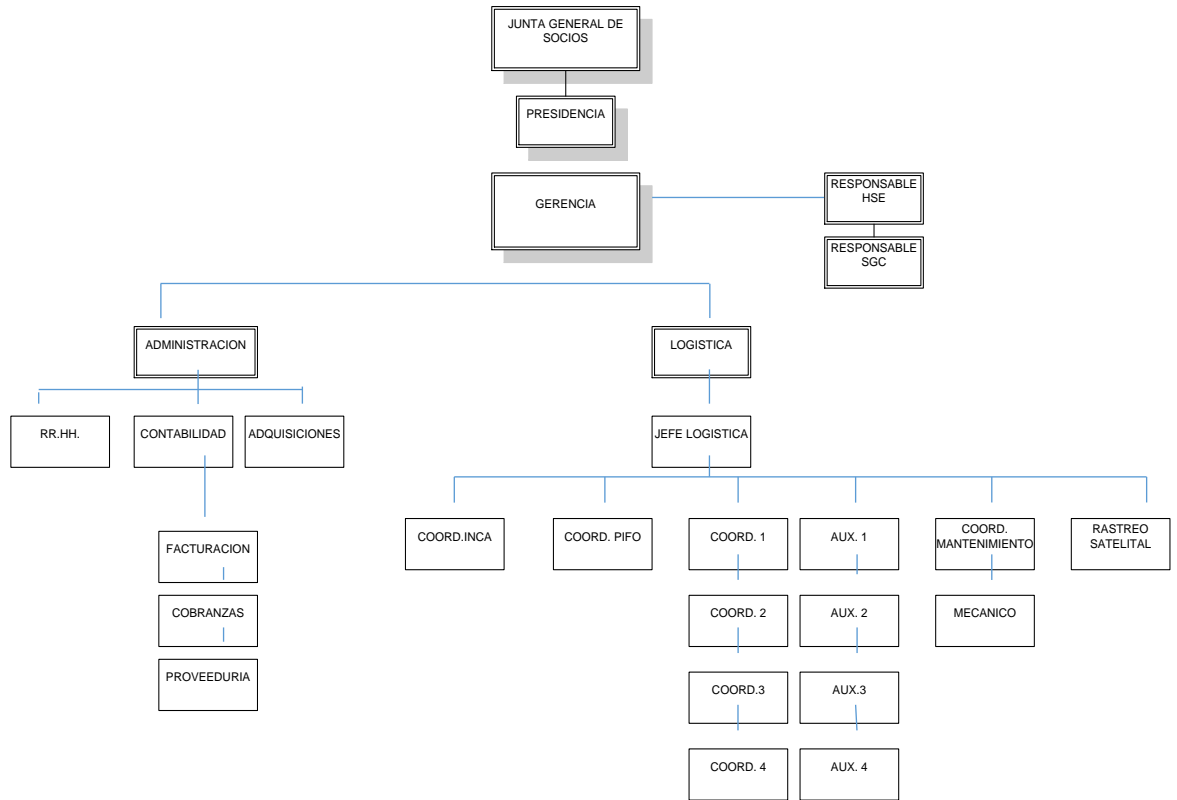 JUNTA GENERAL DE
SOCIOS
PRESIDENCIA
GERENCIA
RESPONSABLE
HSE
RESPONSABLE
SGC
ADMINISTRACION
LOGISTICA
RR.HH.
CONTABILIDAD
ADQUISICIONES
JEFE LOGISTICA
FACTURACION
COBRANZAS
PROVEEDURIA
COORD.INCA
COORD. PIFO
COORD. 1
AUX. 1
COORD.
MANTENIMIENTO
RASTREO
SATELITAL
COORD. 2
AUX. 2
MECANICO
COORD.3
AUX.3
COORD. 4
AUX. 4